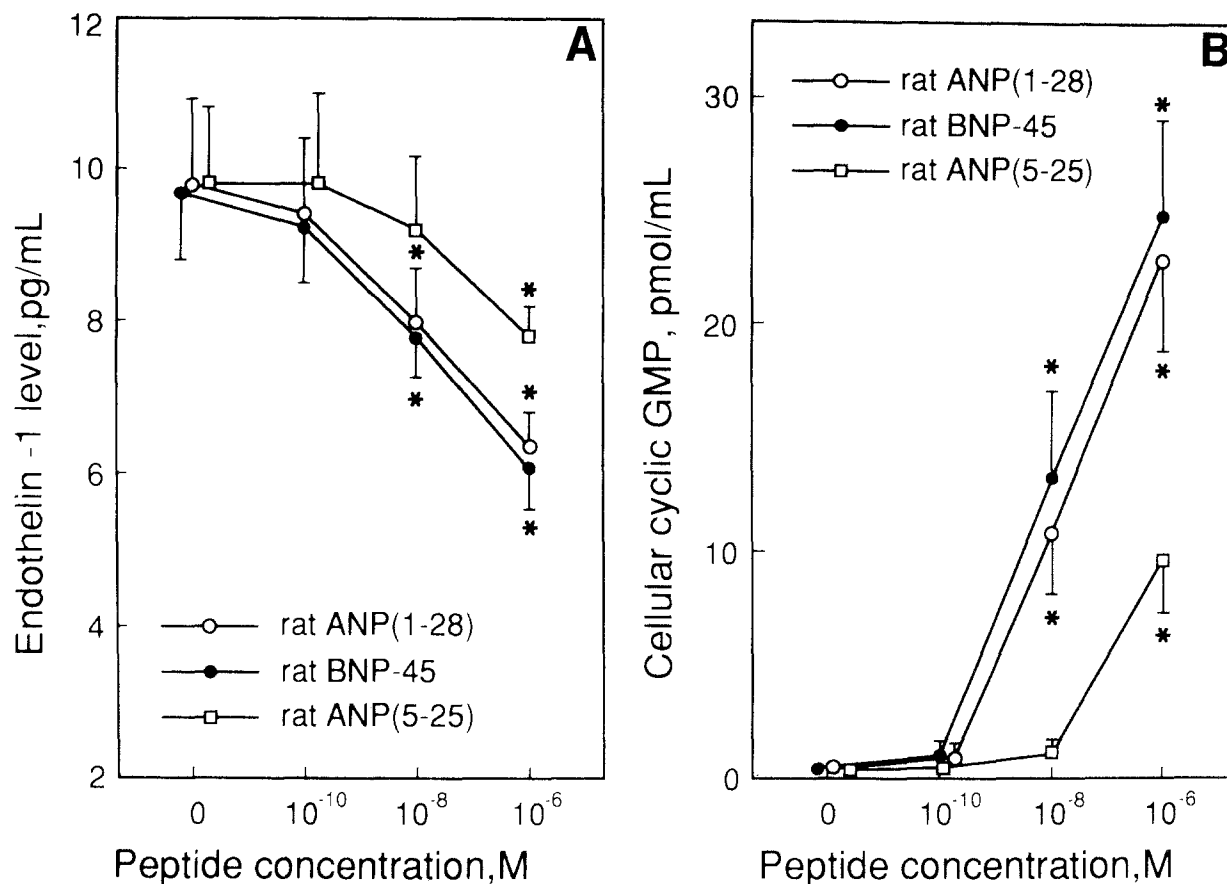 A
12
10
8
6
4
2
Endothelin -1 level,pg/mL
*
*
*
*
*
rat ANP(1-28)
rat BNP-45
rat ANP(5-25)
0 10-10 10-8 10-6
Peptide concentration,M
B
30
20
10
0
Cellular cyclic GMP, pmol/mL
rat ANP(1-28)
rat BNP-45
rat ANP(5-25)
*
*
*
*
*
0 10-10 10-8 10-6
Peptide concentration,M